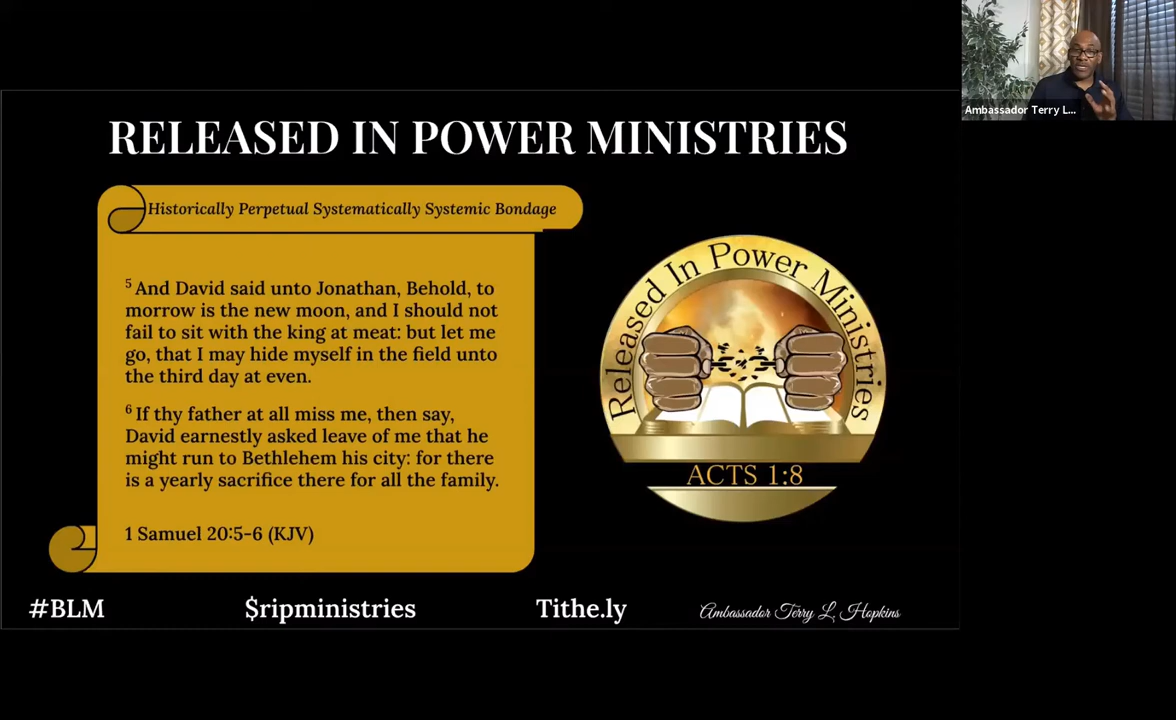 Ambassador Terry L...
RELEASED IN POWER MINISTRIES
Historically Perpetual Systematically Systemic Bondage
5 And David said unto Jonathan, Behold, to
morrow is the new moon, and I should not
fail to sit with the king at meat: but let me
go, that I may hide myself in the field unto
the third day at even.
6 If thy father at all miss me, then say,
David earnestly asked leave of me that he
might run to Bethlehem his city: for there
is a yearly sacrifice there for all the family.
1 Samuel 20:5-6 (KJV)
Released In Power Ministries
ACTS 1:8
#BLM
$ripministries
Tithe.ly
Ambassador Terry L. Hopkins